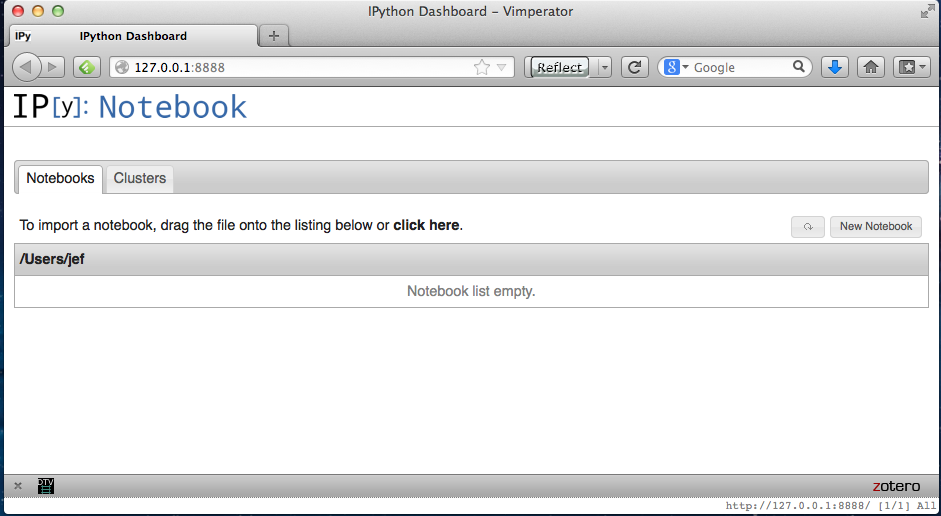 IPython Dashboard – Vimperator
IPy IPython Dashboard
127.0.0.1:8888 Reflect Google
IP[y]: Notebook
Notebooks Clusters
To import a notebook, drag the file onto the listing below or click here. New Notebook
/Users/jef
Notebook list empty.
DTV zotero
http://127.0.0.1:8888/ [1/1] All